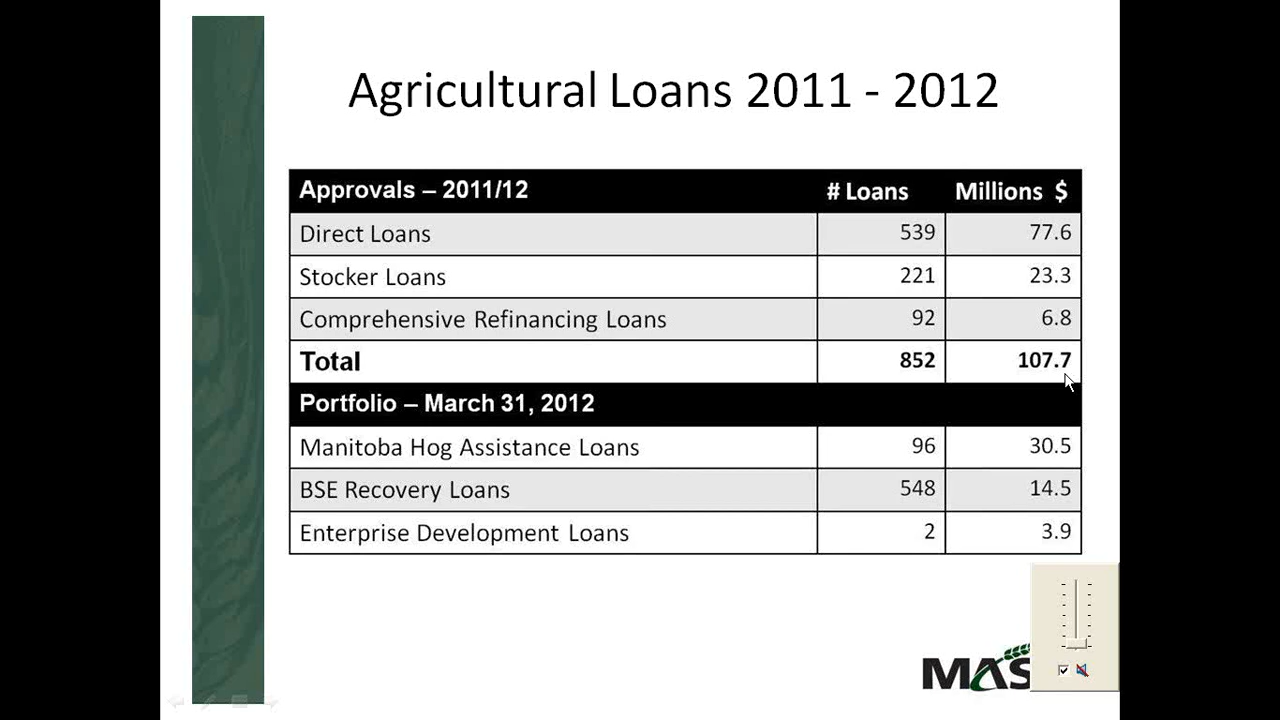 Agricultural Loans 2011 - 2012
Approvals – 2011/12 # Loans Millions $
Direct Loans 539 77.6
Stocker Loans 221 23.3
Comprehensive Refinancing Loans 92 6.8
Total 852 107.7
Portfolio – March 31, 2012
Manitoba Hog Assistance Loans 96 30.5
BSE Recovery Loans 548 14.5
Enterprise Development Loans 2 3.9
MAS